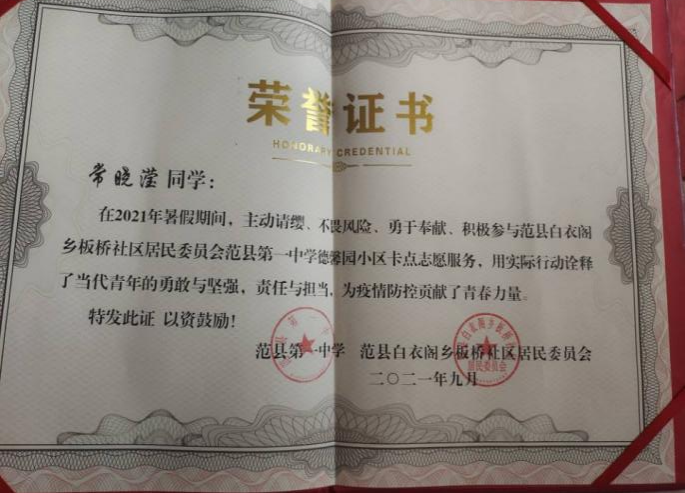 荣誉证书
HONORARY CREDENTIAL
常晓滢 同学：
在2021年暑假期间，主动请缨、不畏风险、勇于奉献、积极参与范县白衣阁
乡板桥社区居民委员会范县第一中学德馨园小区卡点志愿服务，用实际行动诠释
了当代青年的勇敢与坚强，责任与担当，为疫情防控贡献了青春力量。
特发此证 以资鼓励！
范县第一中学 范县白衣阁乡板桥社区居民委员会
二〇二一年九月
居民委员会